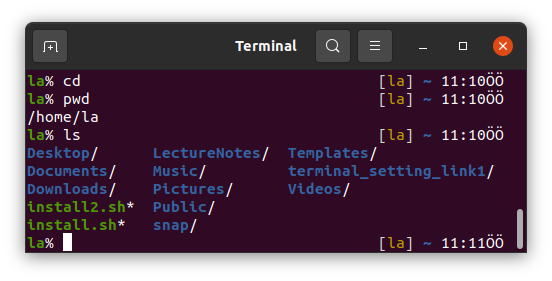 Terminal
la% cd [la] ~ 11:10ÖÖ
la% pwd [la] ~ 11:10ÖÖ
/home/la
la% ls [la] ~ 11:10ÖÖ
Desktop/ LectureNotes/ Templates/
Documents/ Music/ terminal_setting_link1/
Downloads/ Pictures/ Videos/
install2.sh* Public/
install.sh* snap/
la% [la] ~ 11:11ÖÖ